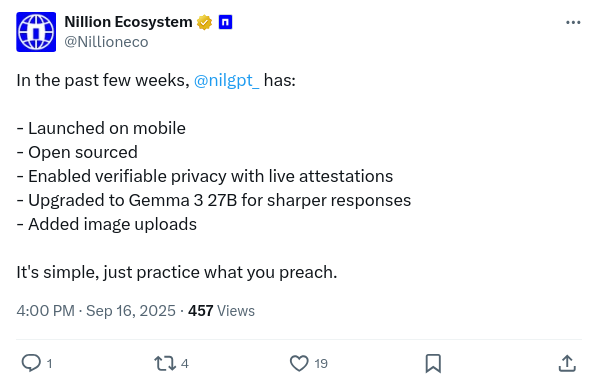 Nillion Ecosystem
@Nillioneco
In the past few weeks, @nilgpt_ has:
- Launched on mobile
- Open sourced
- Enabled verifiable privacy with live attestations
- Upgraded to Gemma 3 27B for sharper responses
- Added image uploads
It's simple, just practice what you preach.
4:00 PM · Sep 16, 2025 · 457 Views
1 4 19